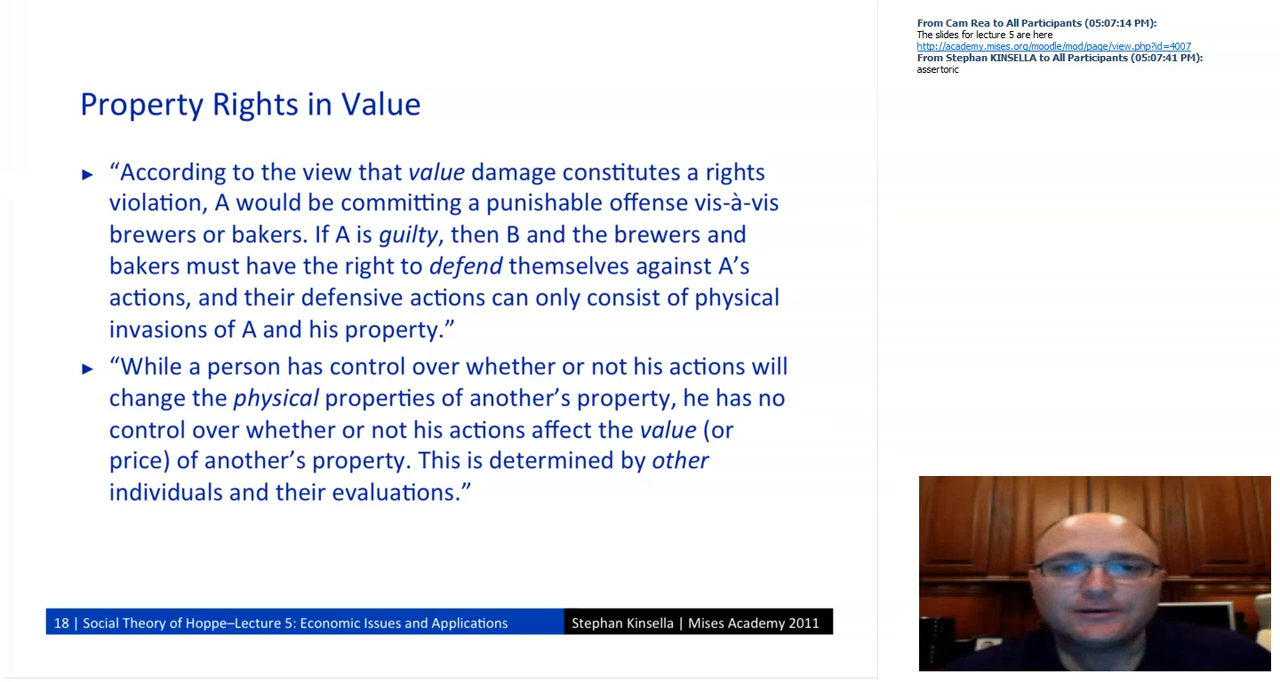 Property Rights in Value
► “According to the view that value damage constitutes a rights
violation, A would be committing a punishable offense vis-à-vis
brewers or bakers. If A is guilty, then B and the brewers and
bakers must have the right to defend themselves against A’s
actions, and their defensive actions can only consist of physical
invasions of A and his property.”
► “While a person has control over whether or not his actions will
change the physical properties of another’s property, he has no
control over whether or not his actions affect the value (or
price) of another’s property. This is determined by other
individuals and their evaluations.”
18 | Social Theory of Hoppe–Lecture 5: Economic Issues and Applications
Stephan Kinsella | Mises Academy 2011
From Cam Rea to All Participants (05:07:14 PM):
The slides for lecture 5 are here
http://academy.mises.org/moodle/mod/page/view.php?id=4007
From Stephan KINSELLA to All Participants (05:07:41 PM):
assertoric